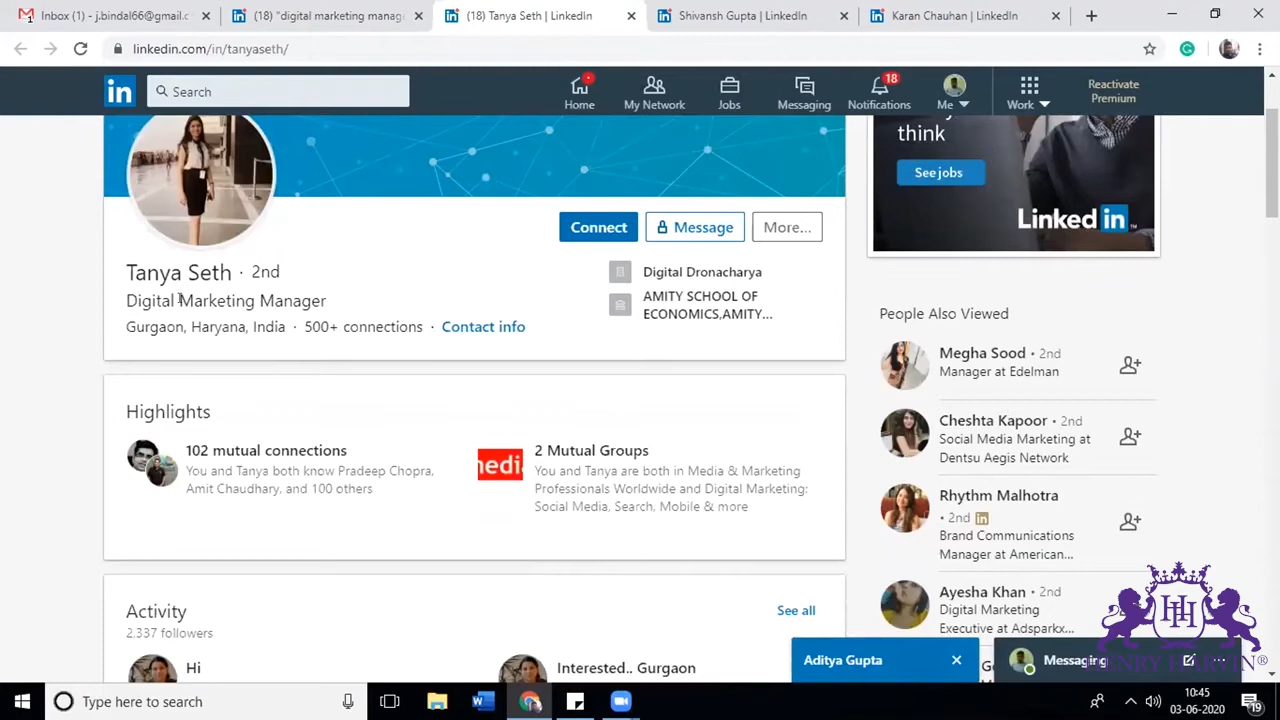 Inbox (1) - j.bindal66@gmail.c
(18) "digital marketing manage
(18) Tanya Seth | LinkedIn
Shivansh Gupta | LinkedIn
Karan Chauhan | LinkedIn
linkedin.com/in/tanyaseth/
in
Search
Home
My Network
Jobs
Messaging
18
Notifications
Me
Work
Reactivate
Premium
think
See jobs
Linked in
Connect
Message
More...
Tanya Seth · 2nd
Digital Marketing Manager
Gurgaon, Haryana, India · 500+ connections · Contact info
Digital Dronacharya
AMITY SCHOOL OF
ECONOMICS,AMITY...
People Also Viewed
Megha Sood • 2nd
Manager at Edelman
Cheshta Kapoor • 2nd
Social Media Marketing at
Dentsu Aegis Network
Rhythm Malhotra
• 2nd in
Brand Communications
Manager at American...
Ayesha Khan • 2nd
Digital Marketing
Executive at Adsparkx...
Highlights
102 mutual connections
You and Tanya both know Pradeep Chopra,
Amit Chaudhary, and 100 others
nedi
2 Mutual Groups
You and Tanya are both in Media & Marketing
Professionals Worldwide and Digital Marketing:
Social Media, Search, Mobile & more
Activity
See all
2,337 followers
Hi
Interested.. Gurgaon
Aditya Gupta
Messaging
HENRY HARVIN®
Type here to search
10:45
03-06-2020
19